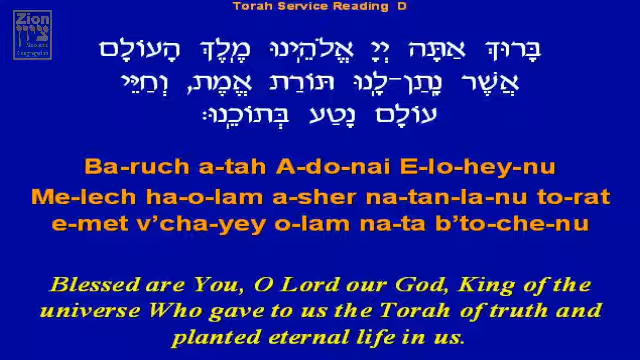 Torah Service Reading D
Zion
ציון
בָּרוּךְ אַתָּה יְיָ אֱלֹהֵֽינוּ מֶֽלֶךְ הָעוֹלָם
אֲשֶׁר נָֽתַן-לָֽנוּ תּוֹרַת אֱמֶת, וְחַיֵּי
עוֹלָם נָטַע בְּתוֹכֵֽנוּ:
Ba-ruch a-tah A-do-nai E-lo-hey-nu
Me-lech ha-o-lam a-sher na-tan-la-nu to-rat
e-met v’cha-yey o-lam na-ta b’to-che-nu
Blessed are You, O Lord our God, King of the
universe Who gave to us the Torah of truth and
planted eternal life in us.